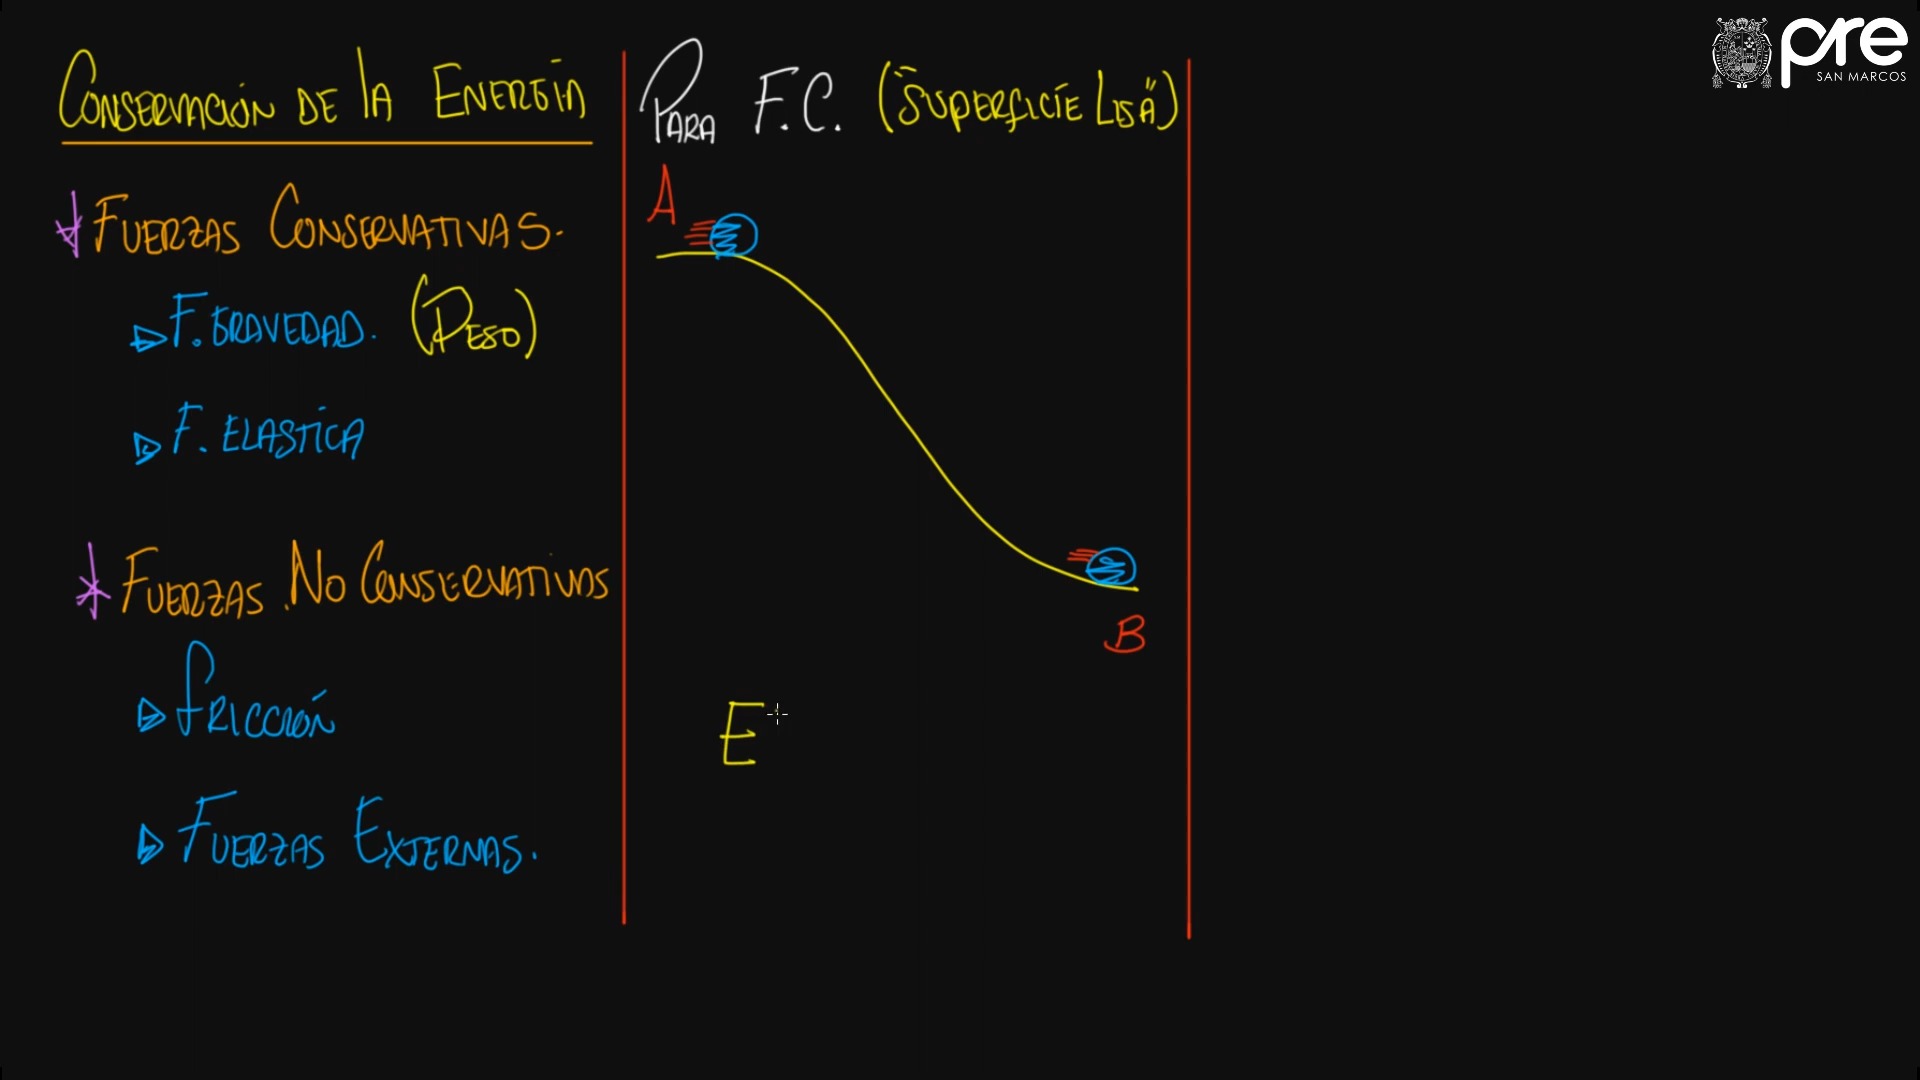 CONSERVACIÓN DE LA ENERGÍA
FUERZAS CONSERVATIVAS.
F. GRAVEDAD. (PESO)
F. ELASTICA
FUERZAS NO CONSERVATIVAS
FRICCIÓN
FUERZAS EXTERNAS.
PARA F.C. ("SUPERFICIE LISA")
A
B
E
pre
SAN MARCOS